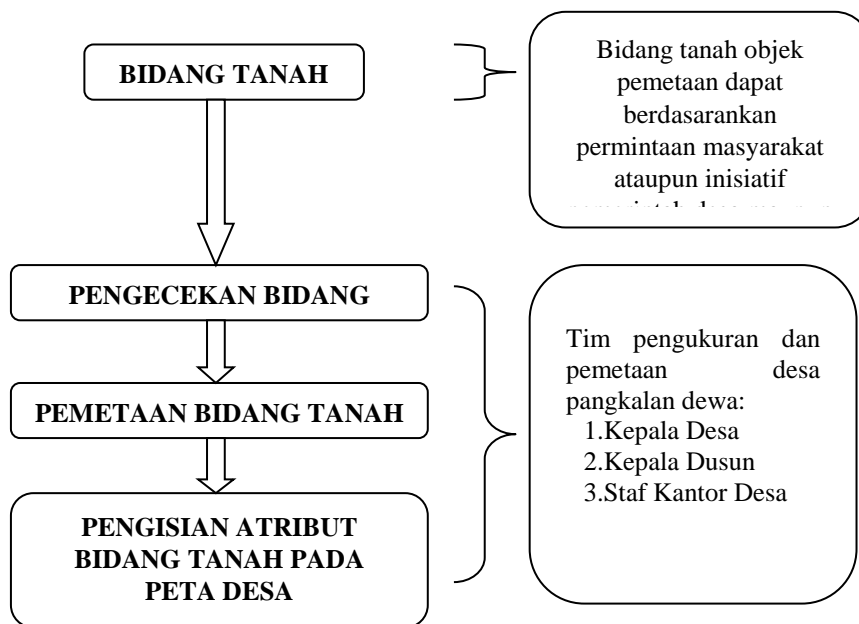 BIDANG TANAH
Bidang tanah objek
pemetaan dapat
berdasarankan
permintaan masyarakat
ataupun inisiatif
PENGECEKAN BIDANG
PEMETAAN BIDANG TANAH
PENGISIAN ATRIBUT
BIDANG TANAH PADA
PETA DESA
Tim pengukuran dan
pemetaan desa
pangkalan dewa:
1.Kepala Desa
2.Kepala Dusun
3.Staf Kantor Desa